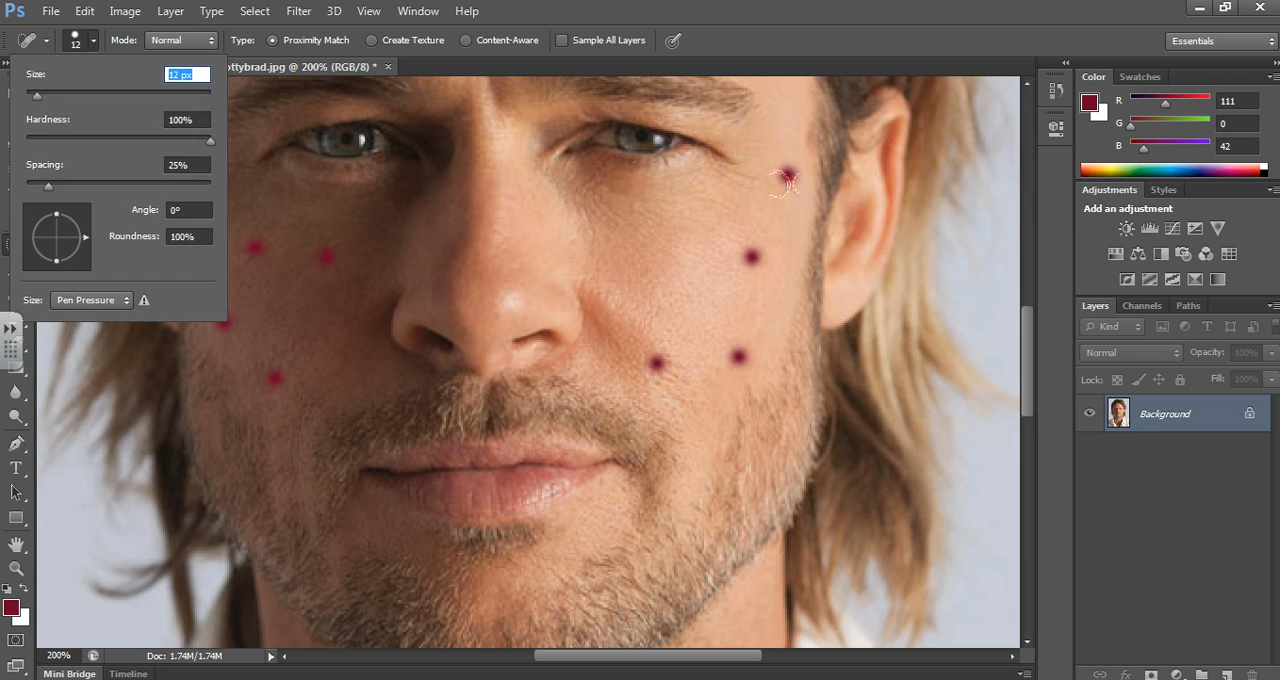 Ps File Edit Image Layer Type Select Filter 3D View Window Help
12 Mode: Normal Type: Proximity Match Create Texture Content-Aware Sample All Layers Essentials
ottybrad.jpg @ 200% (RGB/8) *
Size: 12 px
Hardness: 100%
Spacing: 25%
Angle: 0°
Roundness: 100%
Size: Pen Pressure
Color Swatches
R 111
G 0
B 42
Adjustments Styles
Add an adjustment
Layers Channels Paths
Kind
Normal Opacity: 100%
Lock: Fill: 100%
Background
200% Doc: 1.74M/1.74M
Mini Bridge Timeline